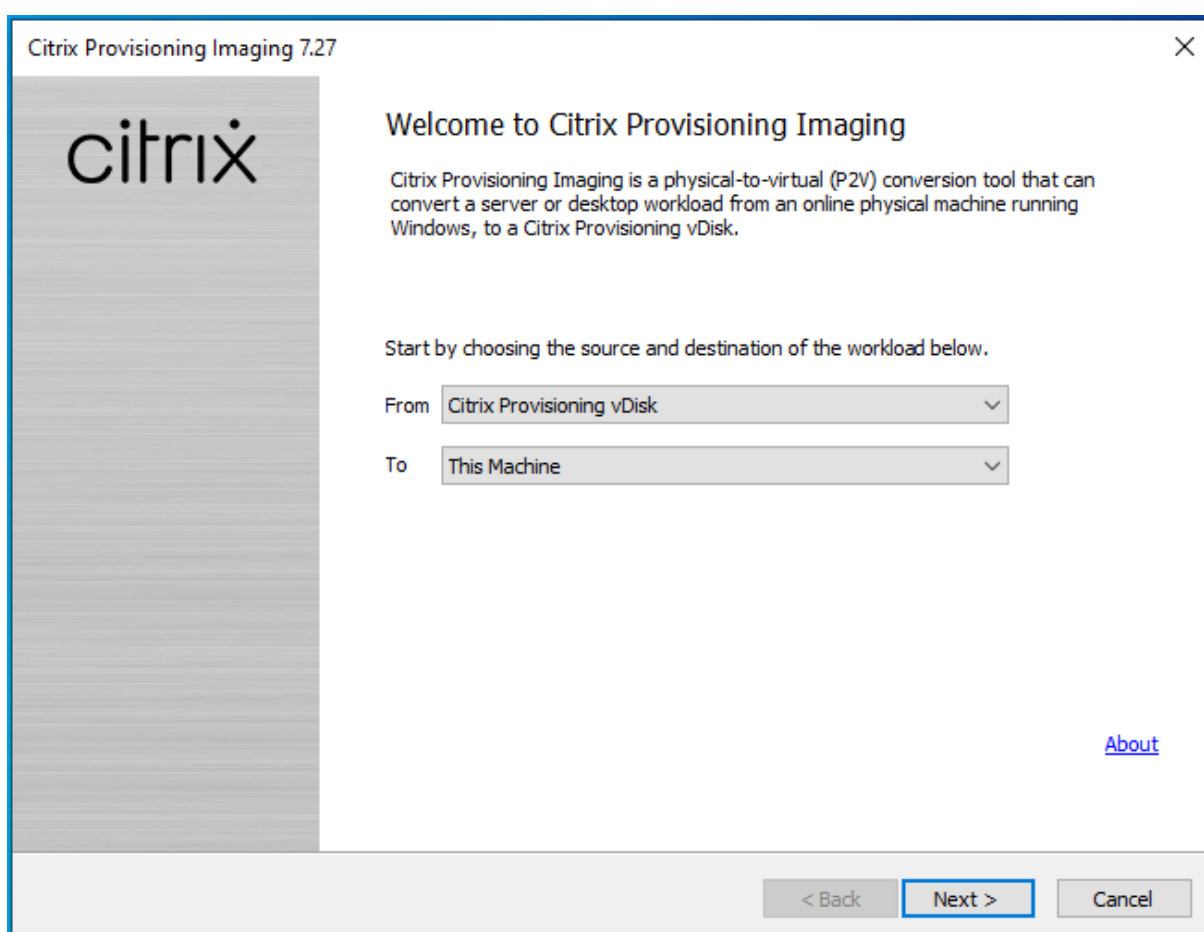 Citrix Provisioning Imaging 7.27
citrix
Welcome to Citrix Provisioning Imaging
Citrix Provisioning Imaging is a physical-to-virtual (P2V) conversion tool that can
convert a server or desktop workload from an online physical machine running
Windows, to a Citrix Provisioning vDisk.
Start by choosing the source and destination of the workload below.
From Citrix Provisioning vDisk
To This Machine
About
< Back Next > Cancel